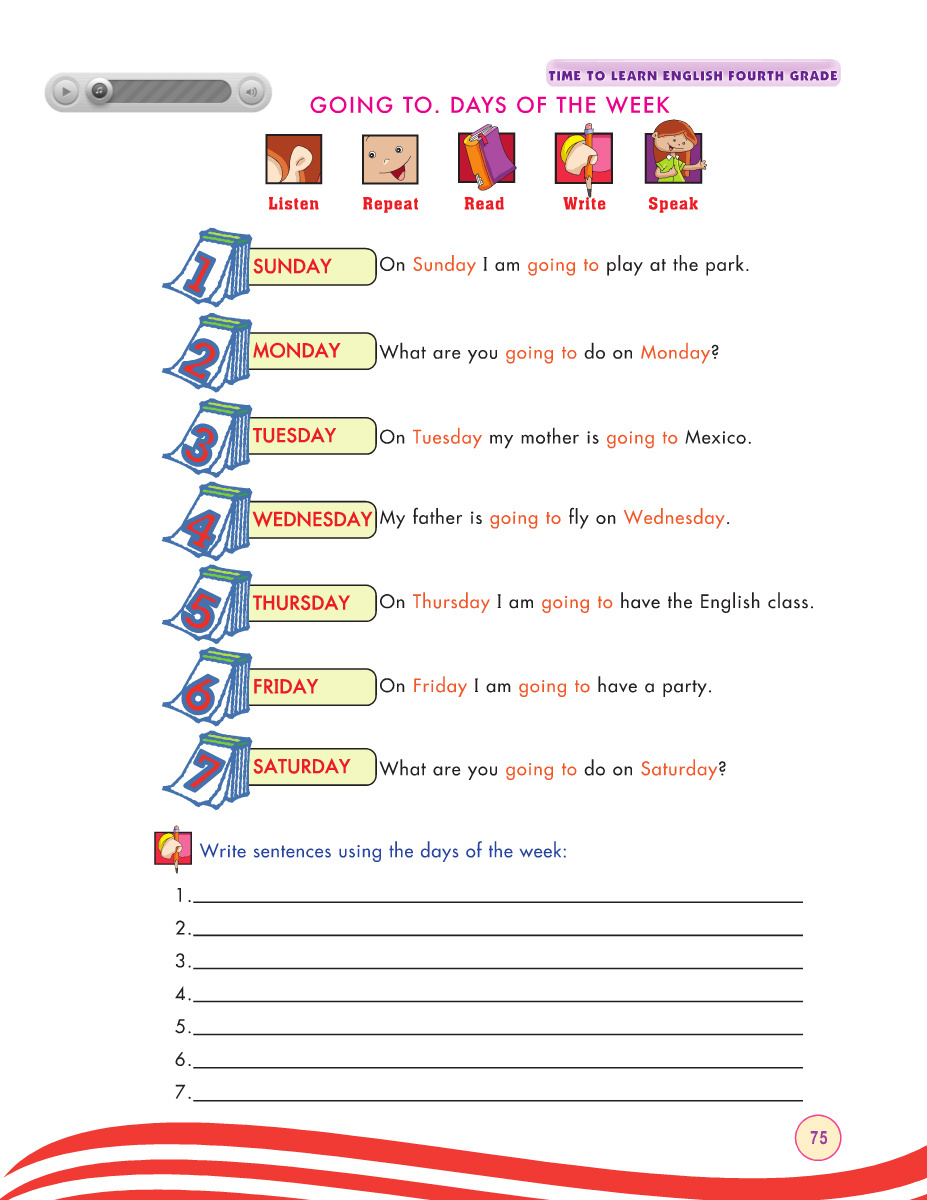 TIME TO LEARN ENGLISH FOURTH GRADE
GOING TO. DAYS OF THE WEEK
Listen Repeat Read Write Speak
1 SUNDAY On Sunday I am going to play at the park.
2 MONDAY What are you going to do on Monday?
3 TUESDAY On Tuesday my mother is going to Mexico.
4 WEDNESDAY My father is going to fly on Wednesday.
5 THURSDAY On Thursday I am going to have the English class.
6 FRIDAY On Friday I am going to have a party.
7 SATURDAY What are you going to do on Saturday?
Write sentences using the days of the week:
1.
2.
3.
4.
5.
6.
7.
75